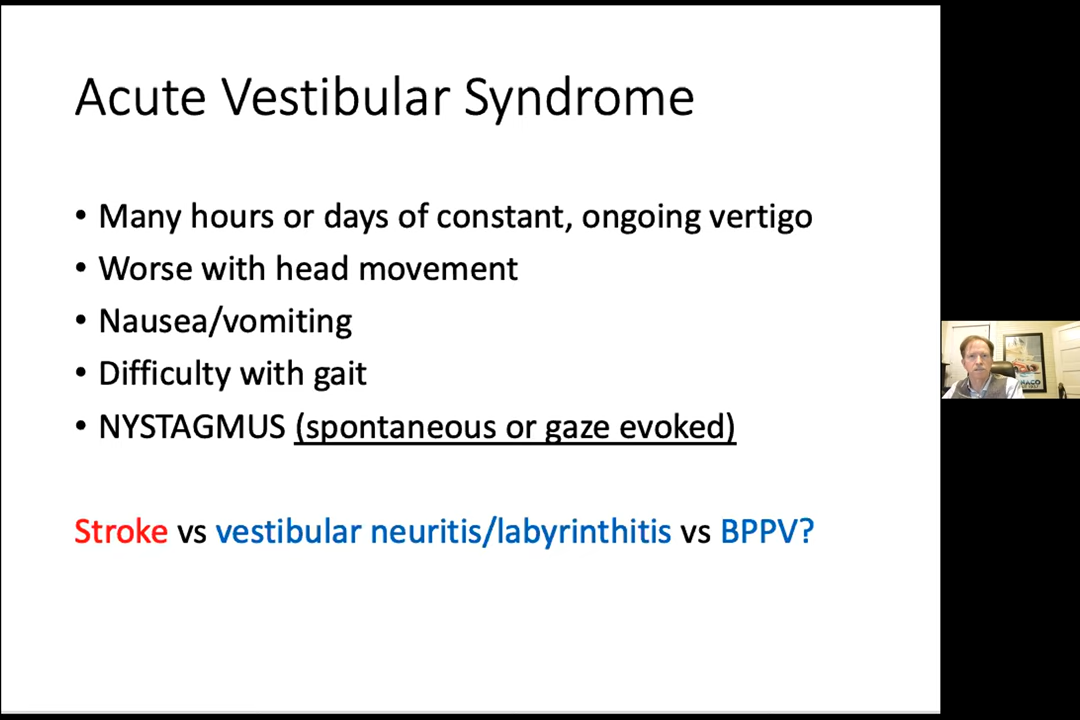 Acute Vestibular Syndrome
• Many hours or days of constant, ongoing vertigo
• Worse with head movement
• Nausea/vomiting
• Difficulty with gait
• NYSTAGMUS (spontaneous or gaze evoked)
Stroke vs vestibular neuritis/labyrinthitis vs BPPV?